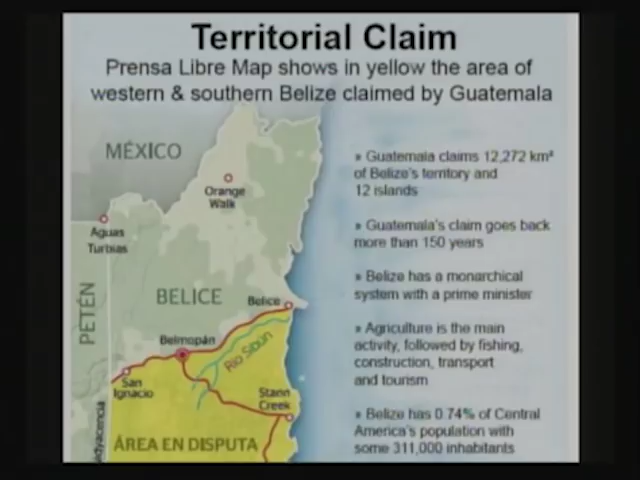 Territorial Claim
Prensa Libre Map shows in yellow the area of
western & southern Belize claimed by Guatemala
MÉXICO
Orange
Walk
Aguas
Turbias
PETÉN
BELICE
Belice
Belmopán
Río Sibún
San
Ignacio
Stann
Creek
ÁREA EN DISPUTA
» Guatemala claims 12,272 km²
of Belize's territory and
12 islands
» Guatemala's claim goes back
more than 150 years
» Belize has a monarchical
system with a prime minister
» Agriculture is the main
activity, followed by fishing,
construction, transport
and tourism
» Belize has 0.74% of Central
America's population with
some 311,000 inhabitants